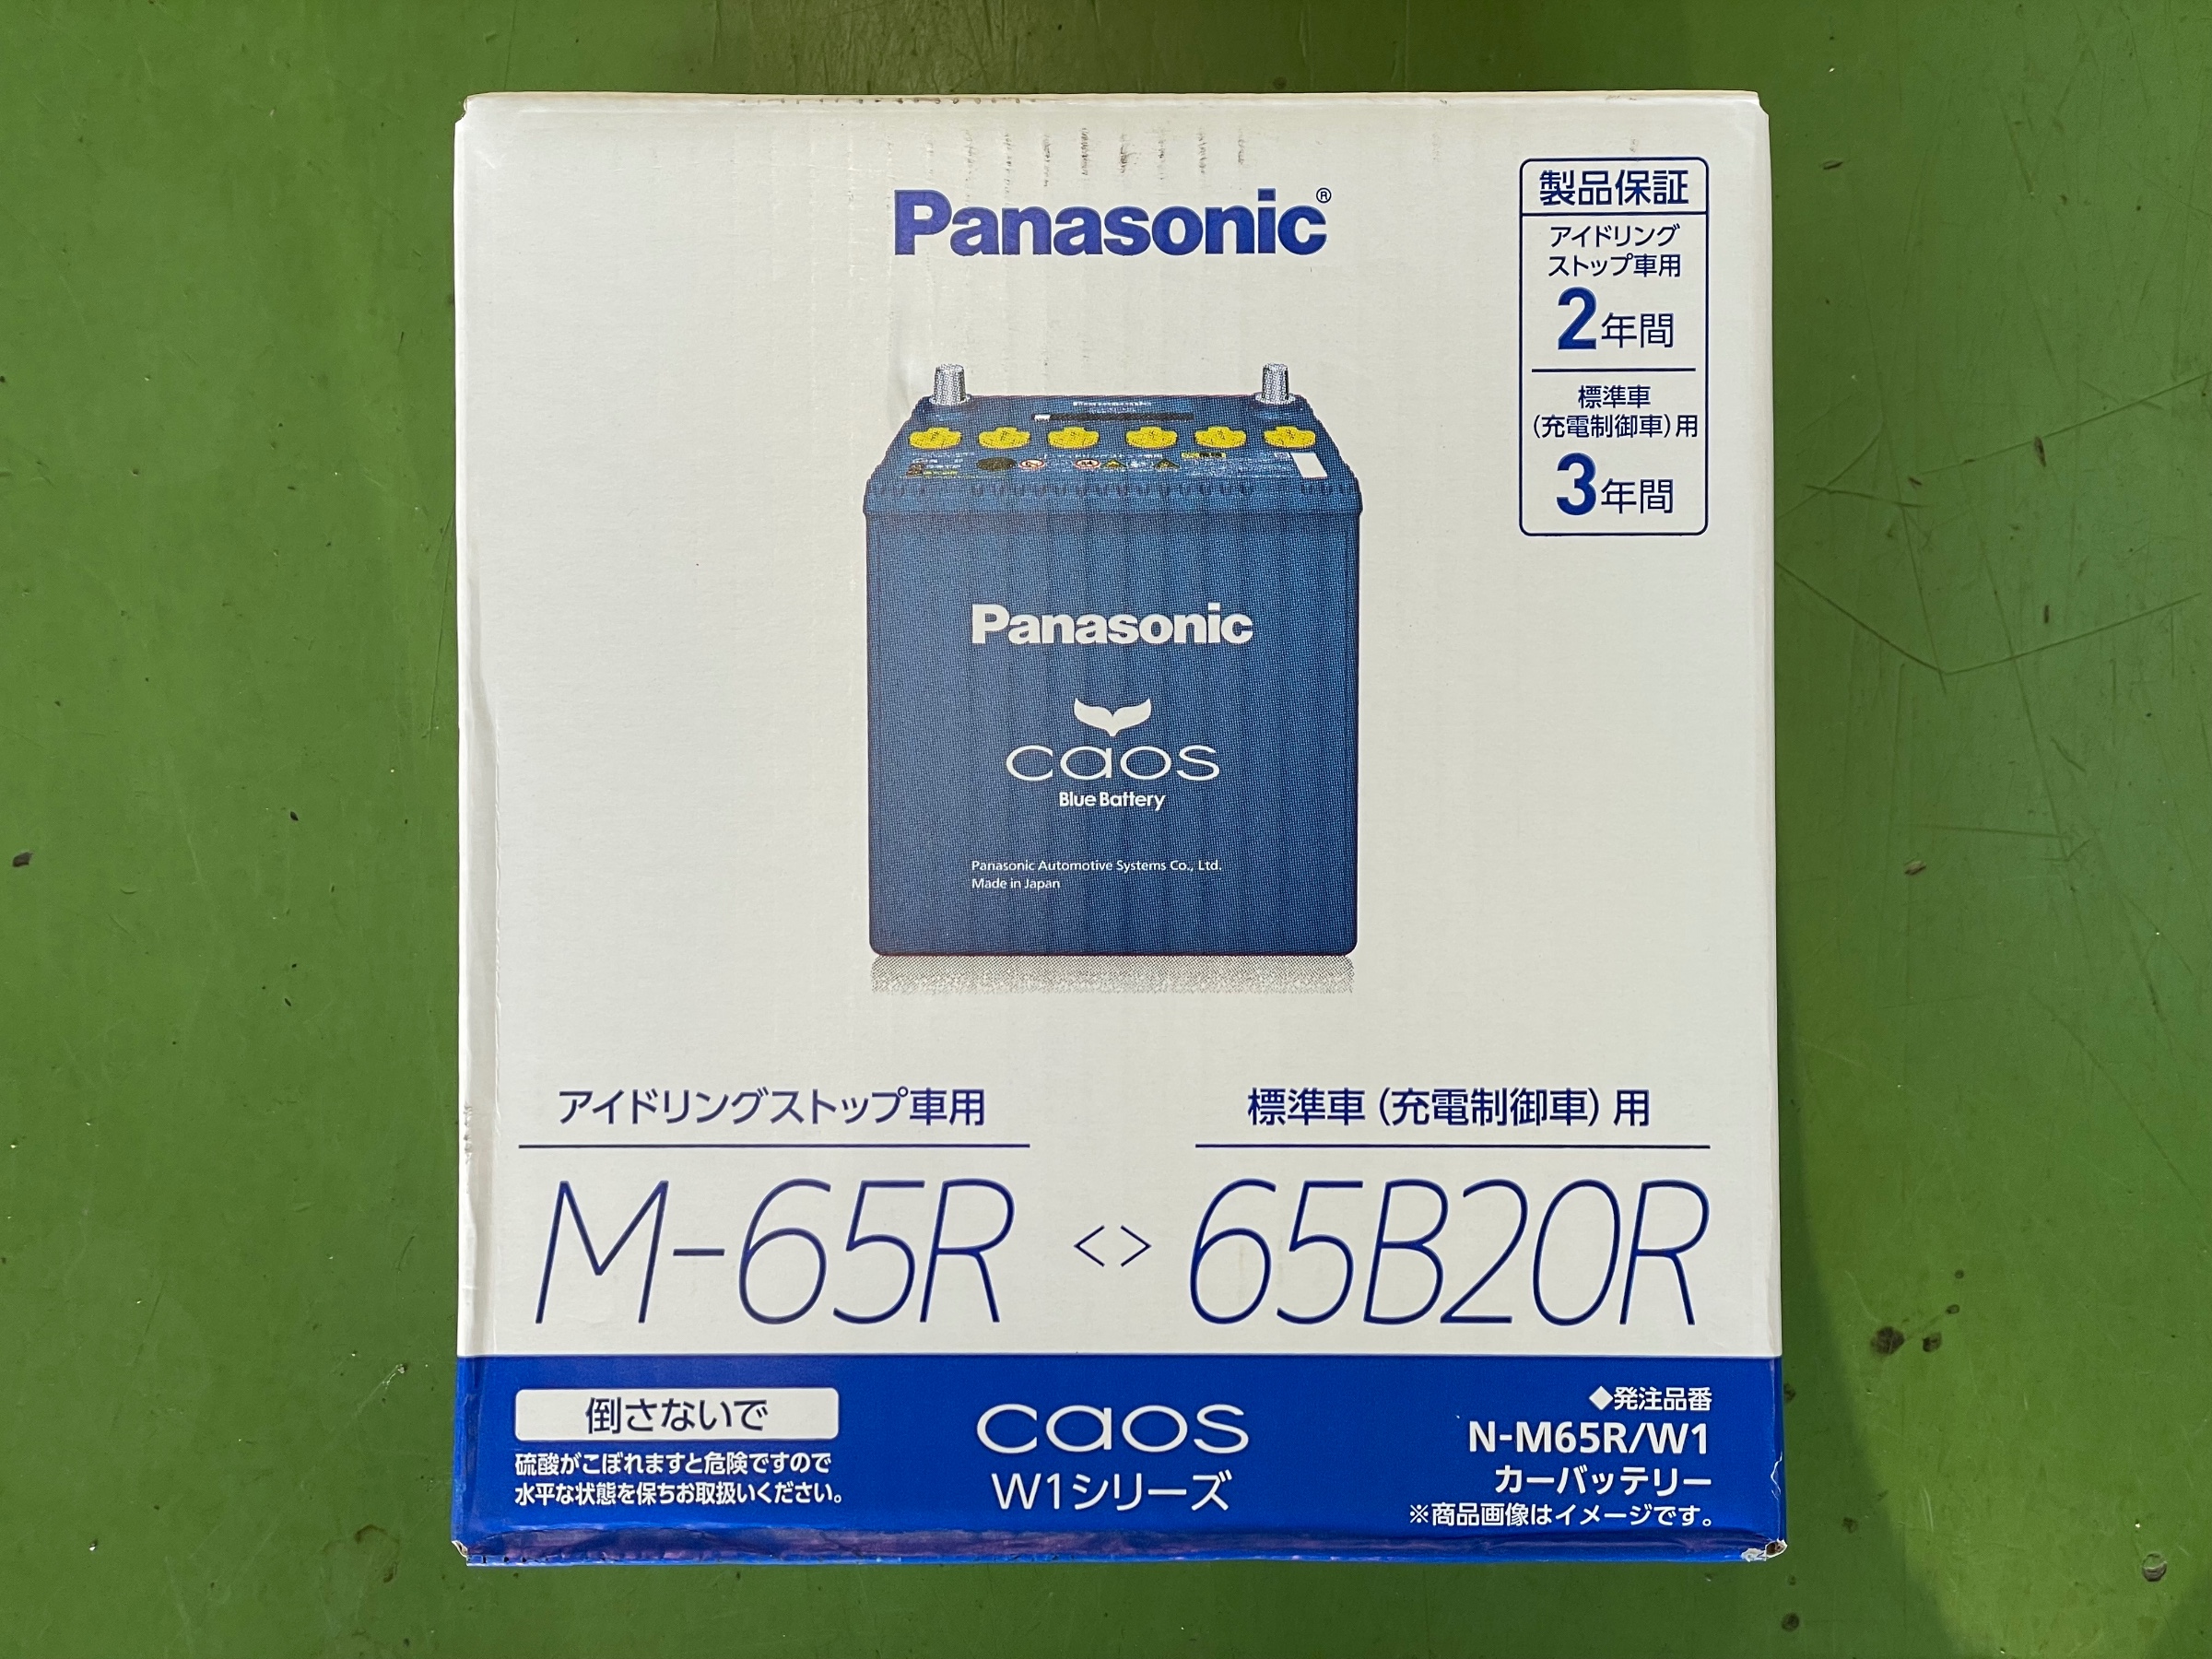 Panasonic®
製品保証
アイドリング
ストップ車用
2年間
標準車
(充電制御車)用
3年間
Panasonic
Panasonic
caos
Blue Battery
Panasonic Automotive Systems Co., Ltd.
Made in Japan
アイドリングストップ車用
標準車(充電制御車)用
M-65R <> 65B20R
倒さないで
硫酸がこぼれますと危険ですので
水平な状態を保ちお取扱いください。
caos
W1シリーズ
◆発注品番
N-M65R/W1
カーバッテリー
※商品画像はイメージです。